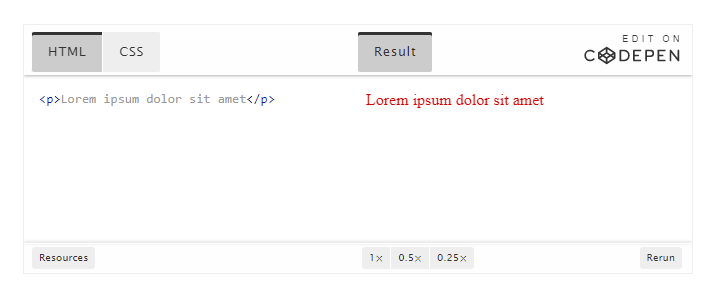 HTML CSS Result EDIT ON
CODEPEN
<p>Lorem ipsum dolor sit amet</p> Lorem ipsum dolor sit amet
Resources 1× 0.5× 0.25× Rerun